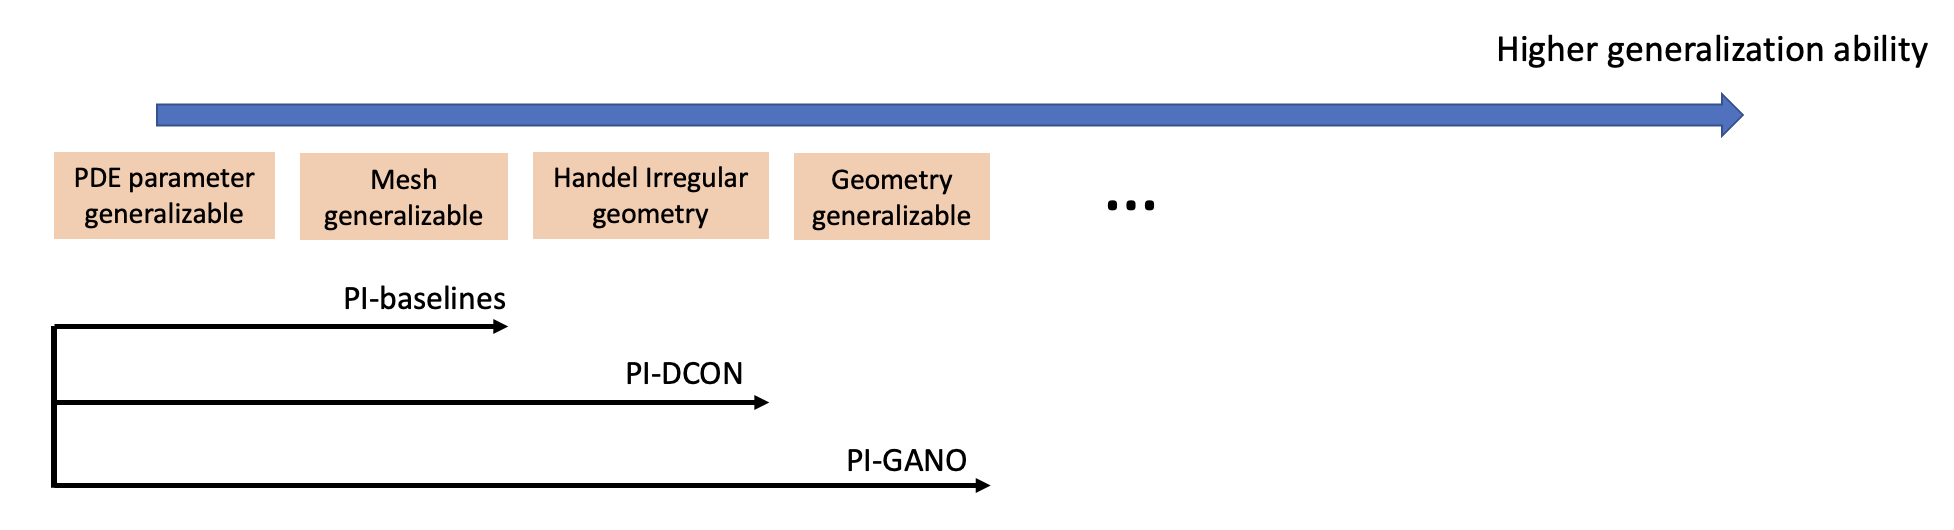 Higher generalization ability
PDE parameter
generalizable
Mesh
generalizable
Handel Irregular
geometry
Geometry
generalizable
...
PI-baselines
PI-DCON
PI-GANO